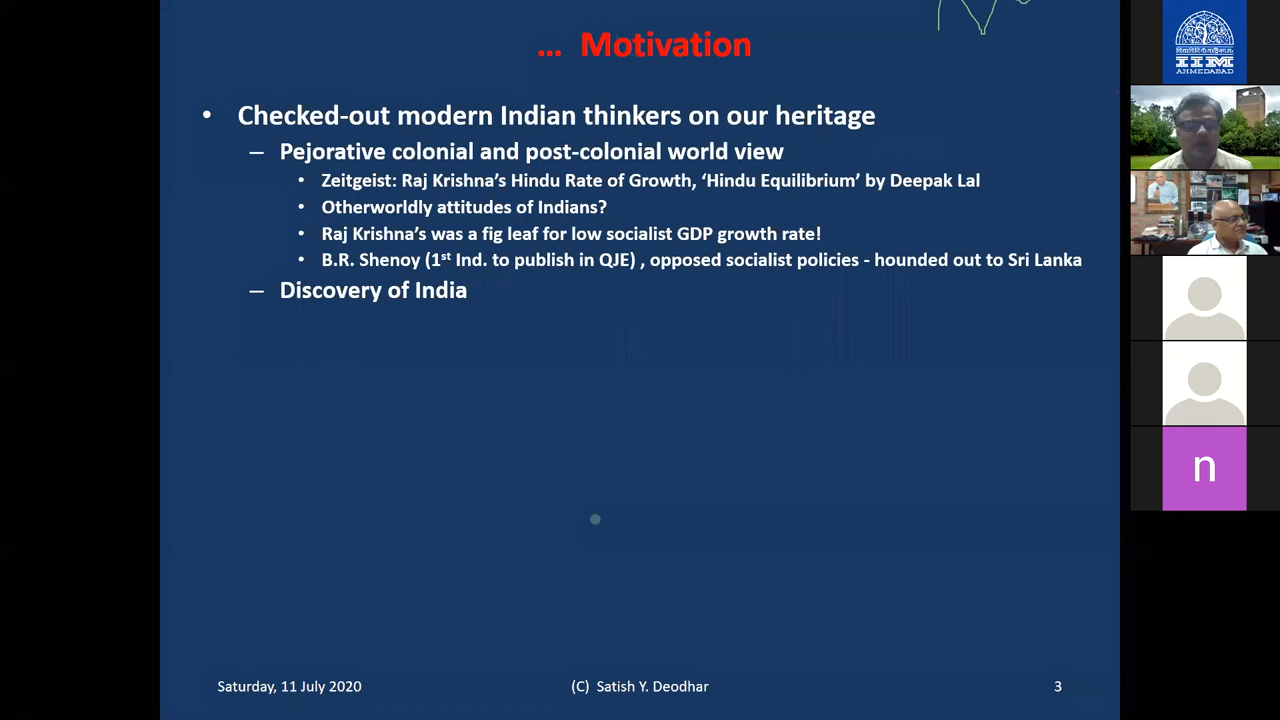 … Motivation
• Checked-out modern Indian thinkers on our heritage
– Pejorative colonial and post-colonial world view
• Zeitgeist: Raj Krishna’s Hindu Rate of Growth, ‘Hindu Equilibrium’ by Deepak Lal
• Otherworldly attitudes of Indians?
• Raj Krishna’s was a fig leaf for low socialist GDP growth rate!
• B.R. Shenoy (1st Ind. to publish in QJE) , opposed socialist policies - hounded out to Sri Lanka
– Discovery of India
Saturday, 11 July 2020
(C) Satish Y. Deodhar
3
IIM
AHMEDABAD
n